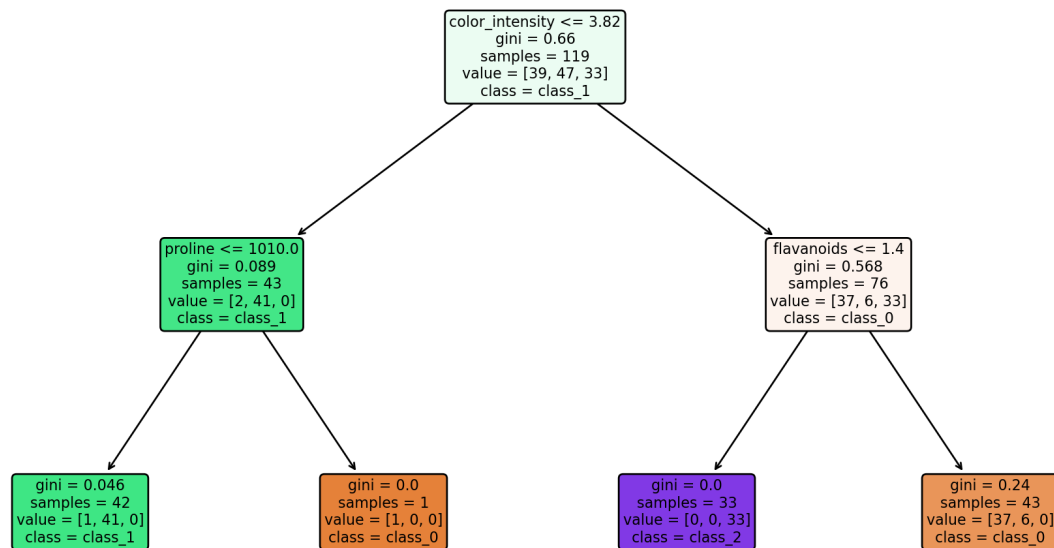 color_intensity <= 3.82
gini = 0.66
samples = 119
value = [39, 47, 33]
class = class_1
proline <= 1010.0
gini = 0.089
samples = 43
value = [2, 41, 0]
class = class_1
flavanoids <= 1.4
gini = 0.568
samples = 76
value = [37, 6, 33]
class = class_0
gini = 0.046
samples = 42
value = [1, 41, 0]
class = class_1
gini = 0.0
samples = 1
value = [1, 0, 0]
class = class_0
gini = 0.0
samples = 33
value = [0, 0, 33]
class = class_2
gini = 0.24
samples = 43
value = [37, 6, 0]
class = class_0